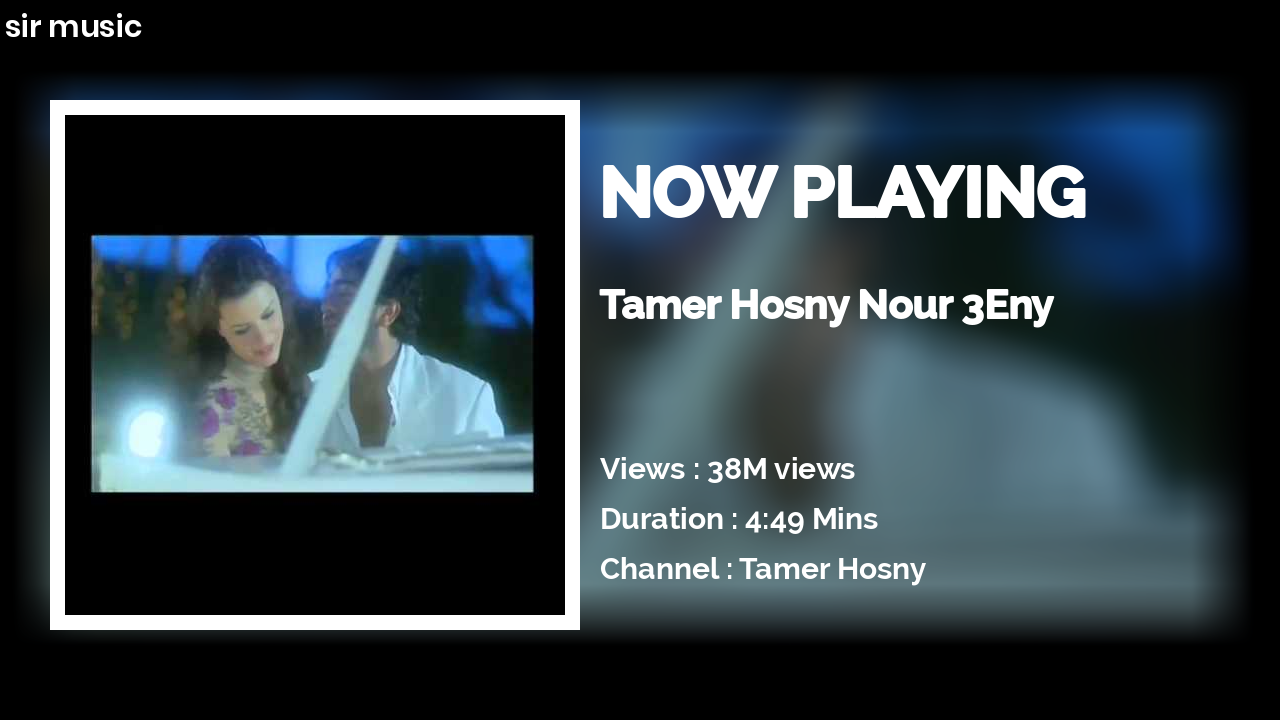 sir music
NOW PLAYING
Tamer Hosny Nour 3Eny
Views : 38M views
Duration : 4:49 Mins
Channel : Tamer Hosny